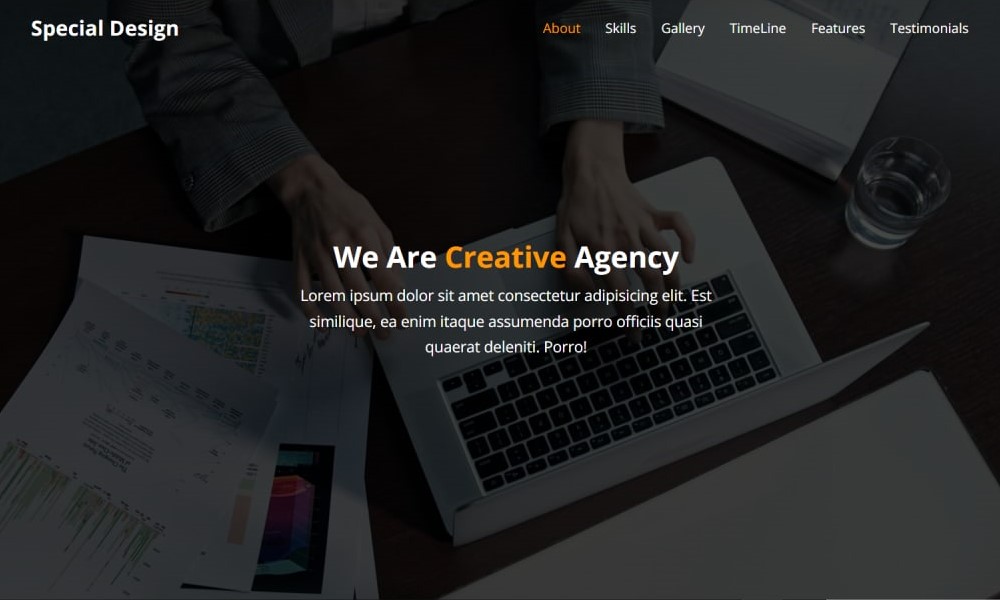 Special Design
About Skills Gallery TimeLine Features Testimonials
We Are Creative Agency
Lorem ipsum dolor sit amet consectetur adipisicing elit. Est
similique, ea enim itaque assumenda porro officiis quasi
quaerat deleniti. Porro!